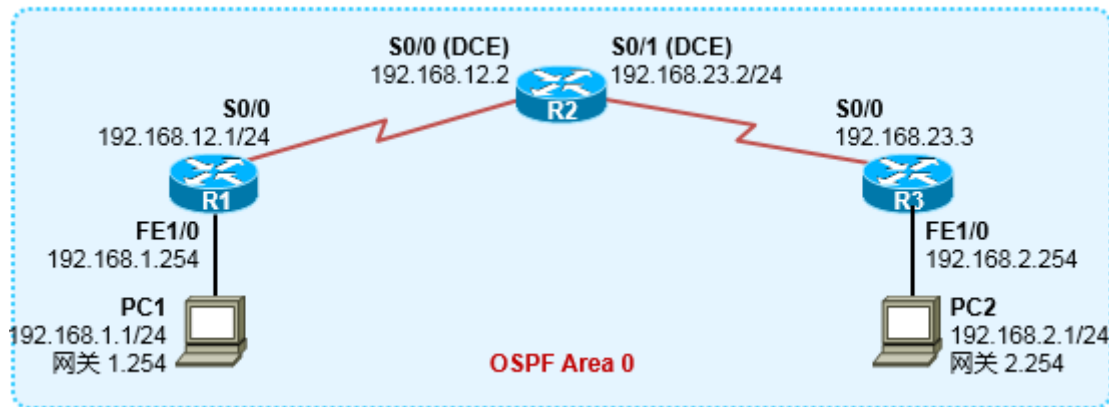 S0/0 (DCE)
192.168.12.2
S0/1 (DCE)
192.168.23.2/24
R2
S0/0
192.168.12.1/24
S0/0
192.168.23.3
R1
R3
FE1/0
192.168.1.254
FE1/0
192.168.2.254
PC1
192.168.1.1/24
网关 1.254
PC2
192.168.2.1/24
网关 2.254
OSPF Area 0